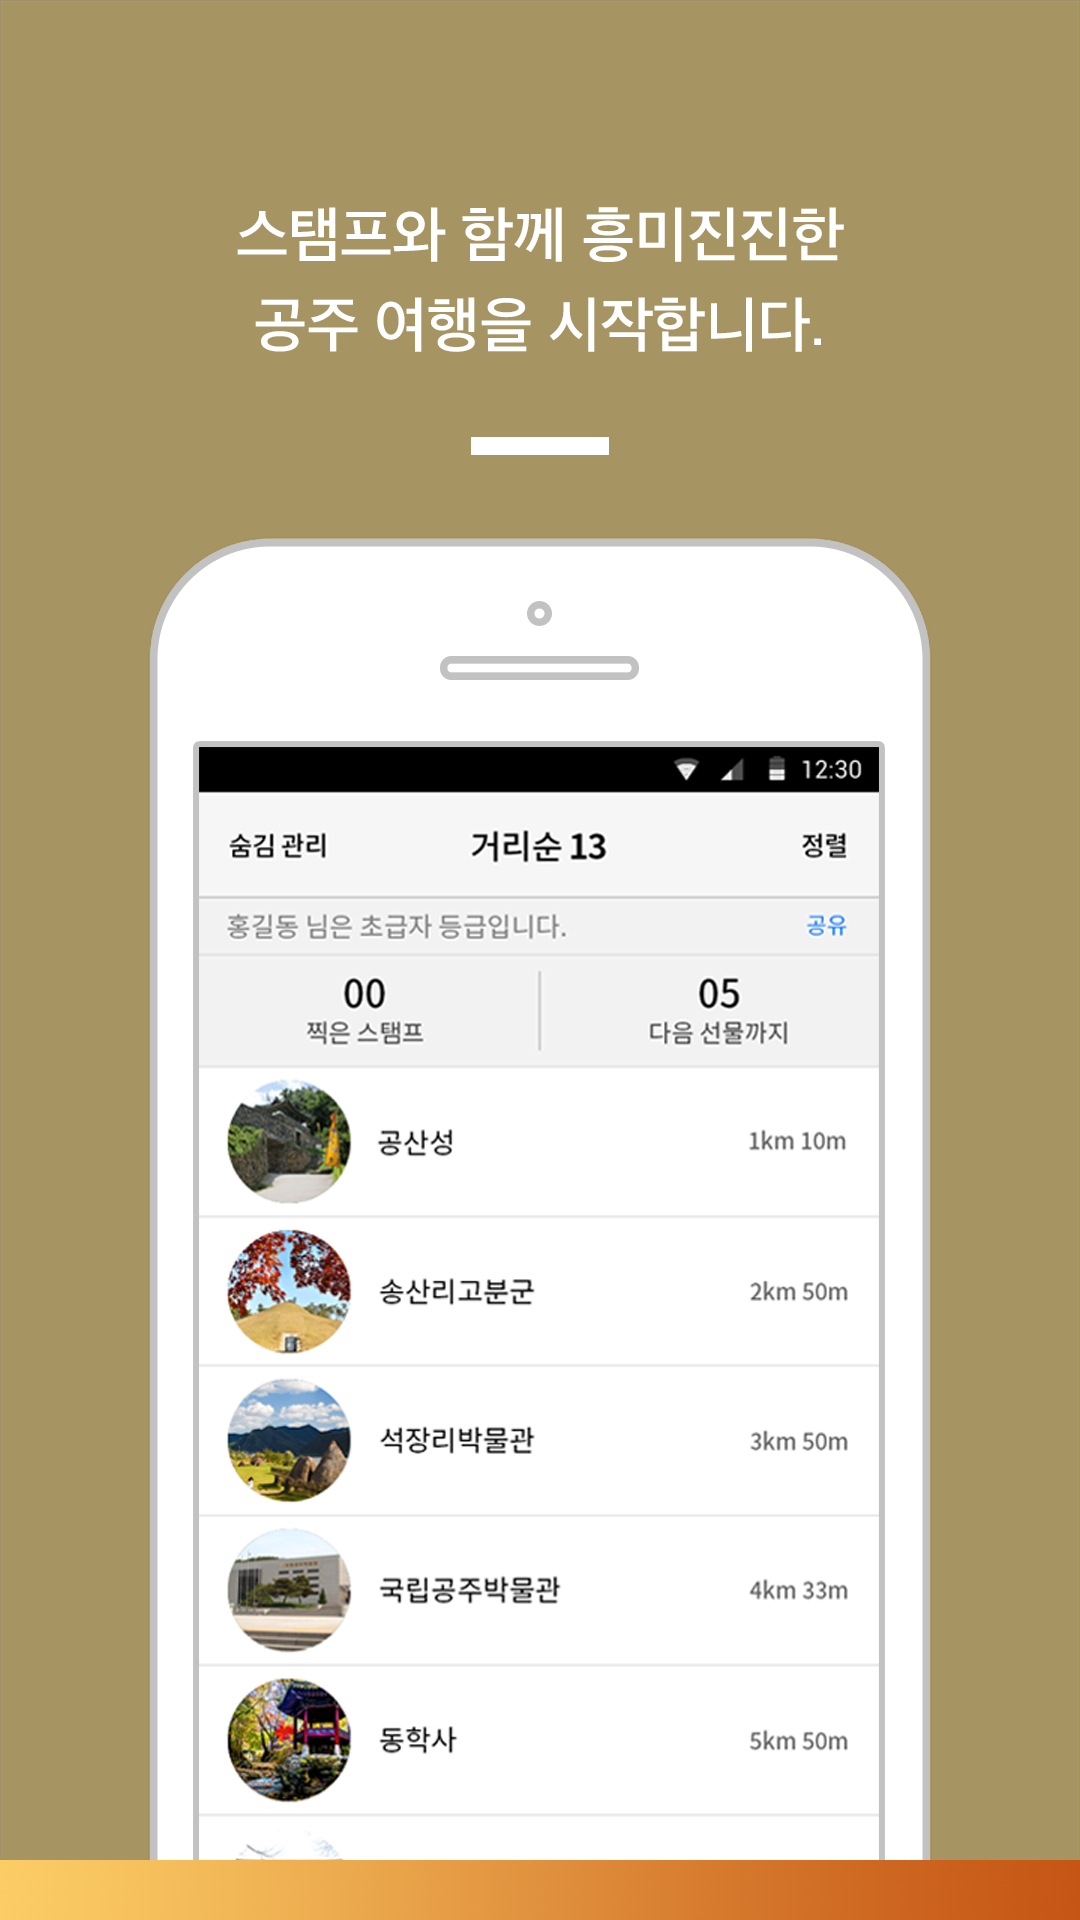 스탬프와 함께 흥미진진한
공주 여행을 시작합니다.
12:30
숨김 관리 거리순 13 정렬
홍길동 님은 초급자 등급입니다. 공유
00 05
찍은 스탬프 다음 선물까지
공산성 1km 10m
송산리고분군 2km 50m
석장리박물관 3km 50m
국립공주박물관 4km 33m
동학사 5km 50m